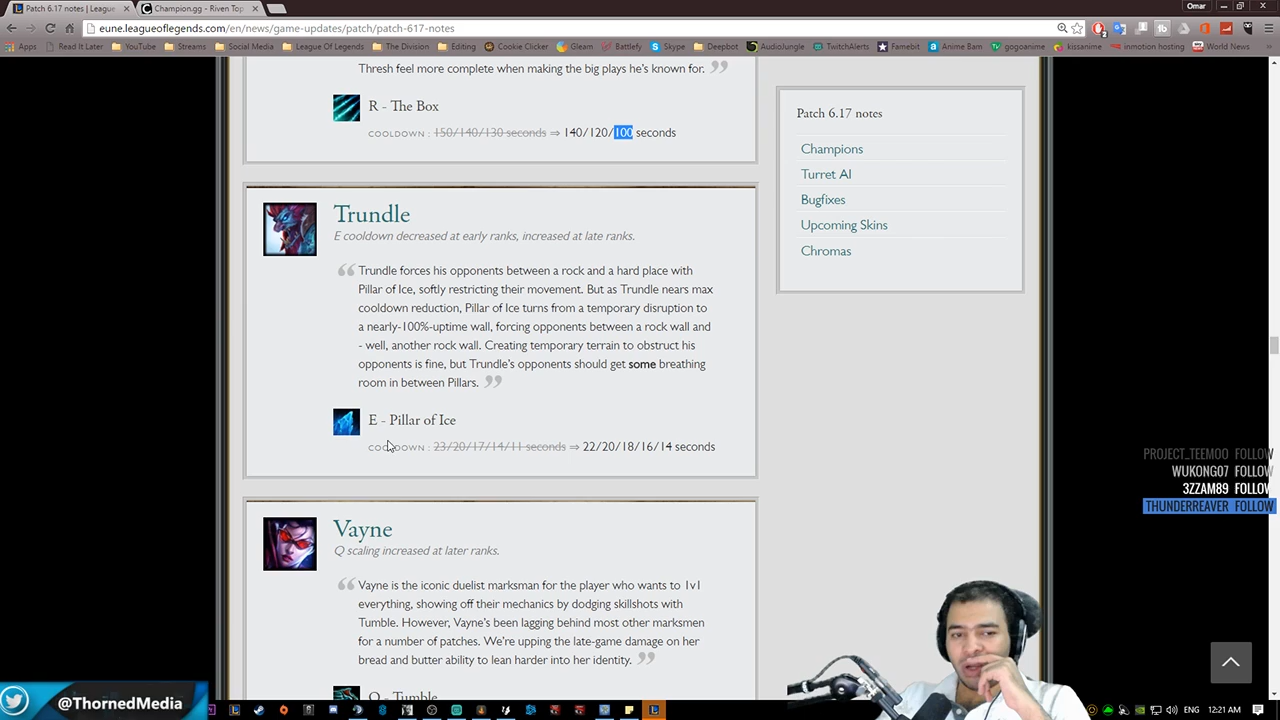 Patch 6.17 notes | League
Champion.gg - Riven Top
Omar
eune.leagueoflegends.com/en/news/game-updates/patch/patch-617-notes
Apps
Read It Later
YouTube
Streams
Social Media
League Of Legends
The Division
Editing
Cookie Clicker
Gleam
Battlefy
Skype
Deepbot
AudioJungle
TwitchAlerts
Famebit
Anime Bam
gogoanime
kissanime
inmotion hosting
World News
Thresh feel more complete when making the big plays he's known for.
R - The Box
COOLDOWN : 150/140/130 seconds ⇒ 140/120/100 seconds
Trundle
E cooldown decreased at early ranks, increased at late ranks.
Trundle forces his opponents between a rock and a hard place with
Pillar of Ice, softly restricting their movement. But as Trundle nears max
cooldown reduction, Pillar of Ice turns from a temporary disruption to
a nearly-100%-uptime wall, forcing opponents between a rock wall and
- well, another rock wall. Creating temporary terrain to obstruct his
opponents is fine, but Trundle's opponents should get some breathing
room in between Pillars.
E - Pillar of Ice
COOLDOWN : 23/20/17/14/11 seconds ⇒ 22/20/18/16/14 seconds
Vayne
Q scaling increased at later ranks.
Vayne is the iconic duelist marksman for the player who wants to 1v1
everything, showing off their mechanics by dodging skillshots with
Tumble. However, Vayne's been lagging behind most other marksmen
for a number of patches. We're upping the late-game damage on her
bread and butter ability to lean harder into her identity.
Q - Tumble
Patch 6.17 notes
Champions
Turret AI
Bugfixes
Upcoming Skins
Chromas
PROJECT_TEEMOO FOLLOW
WUKONG07 FOLLOW
3ZZAM89 FOLLOW
THUNDERREAVER FOLLOW
@ThornedMedia
ENG 12:21 AM